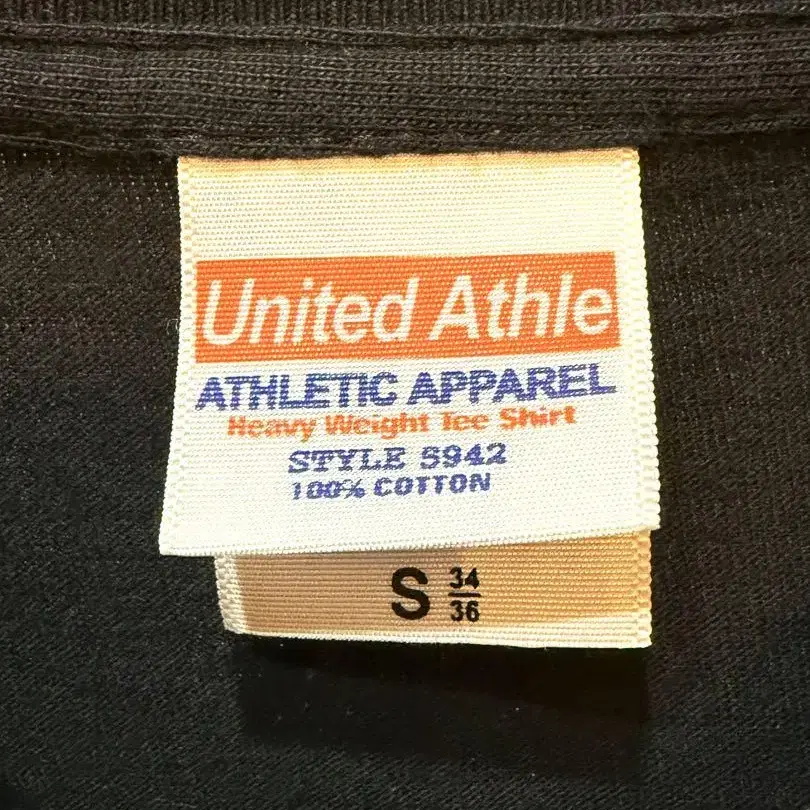 United Athle
ATHLETIC APPAREL
Heavy Weight Tee Shirt
STYLE 5942
100% COTTON
S 34
36